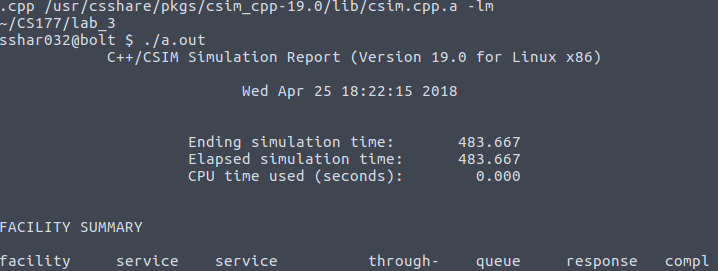 .cpp /usr/csshare/pkgs/csim_cpp-19.0/lib/csim.cpp.a -lm
~/CS177/lab_3
sshar032@bolt $ ./a.out
C++/CSIM Simulation Report (Version 19.0 for Linux x86)
Wed Apr 25 18:22:15 2018
Ending simulation time: 483.667
Elapsed simulation time: 483.667
CPU time used (seconds): 0.000
FACILITY SUMMARY
facility service service through- queue response compl